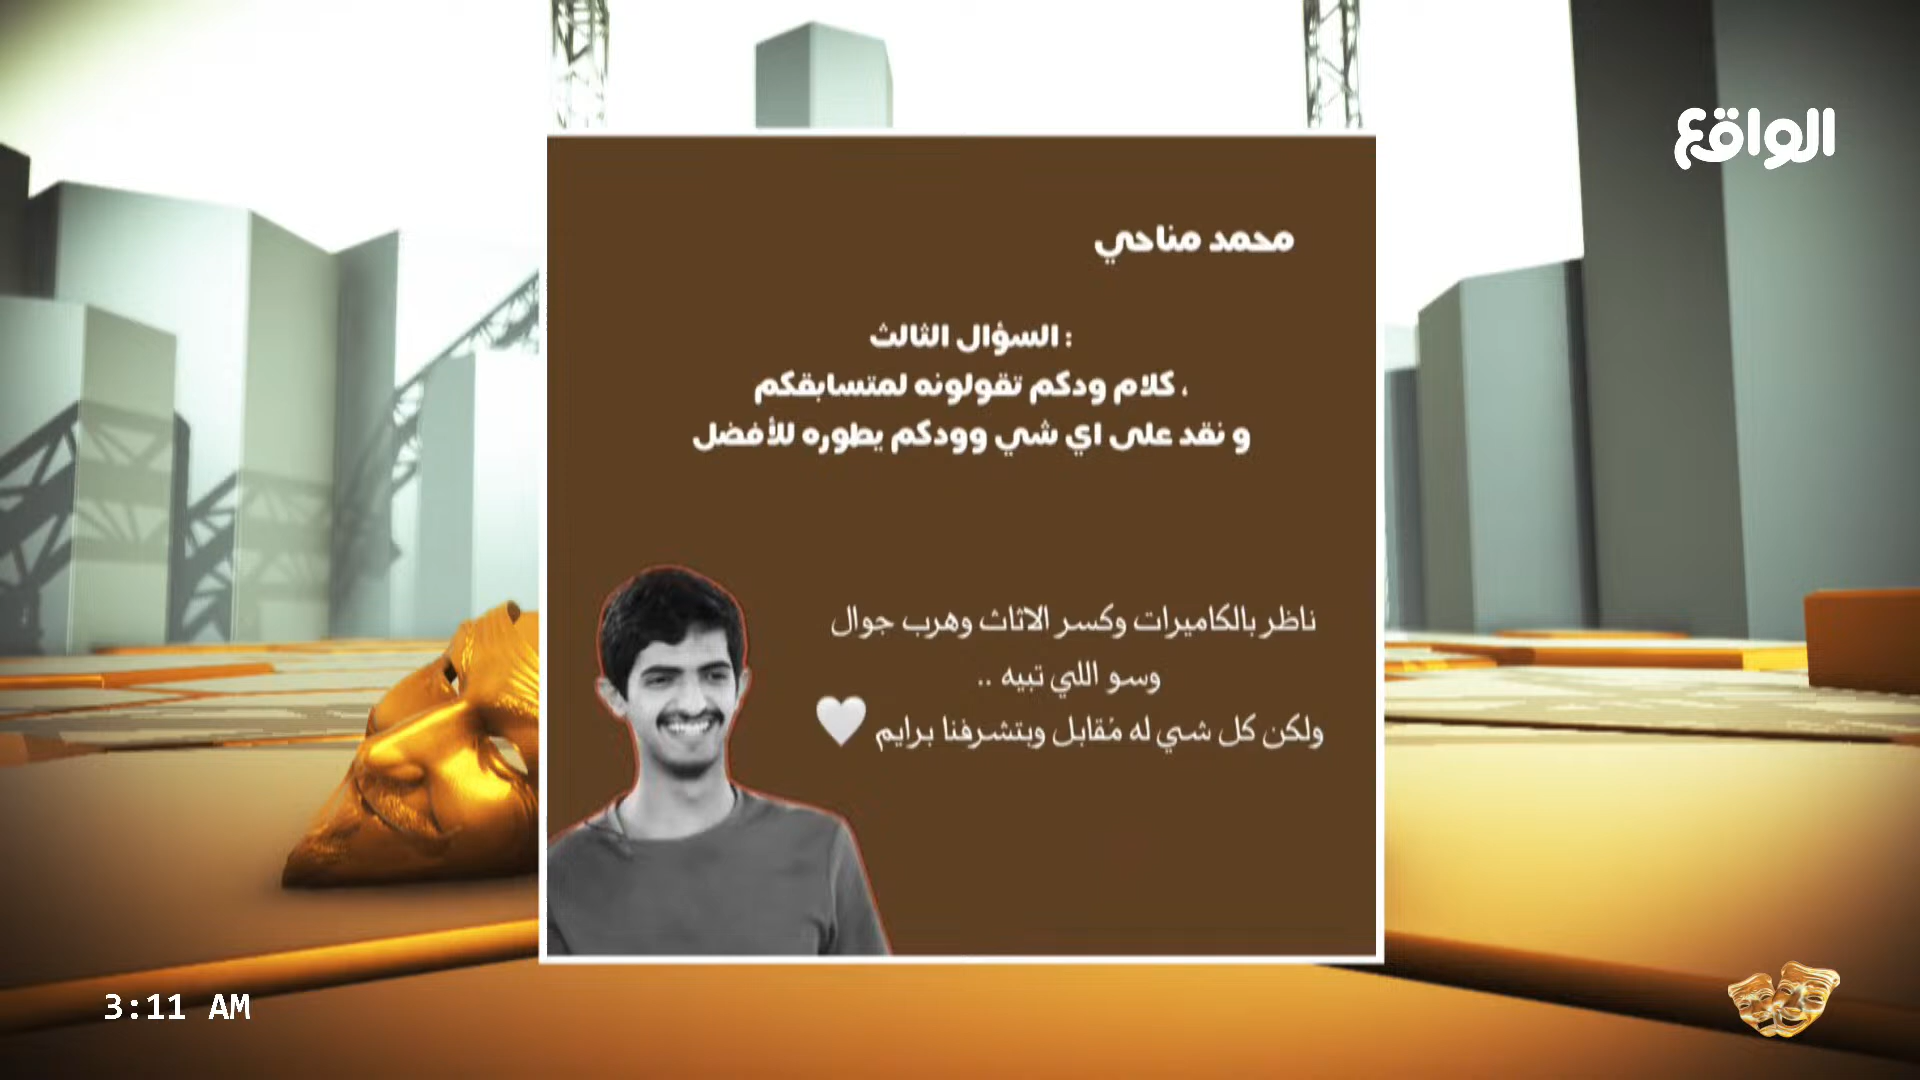 الواقع
محمد مناحي
السؤال الثالث :
كلام ودكم تقولونه لمتسابقكم ،
و نقد على اي شي وودكم يطوره للأفضل
ناظر بالكاميرات وكسر الاثاث وهرب جوال
وسو اللي تبيه ..
ولكن كل شي له مُقابل وبتشرفنا برايم 🤍
3:11 AM